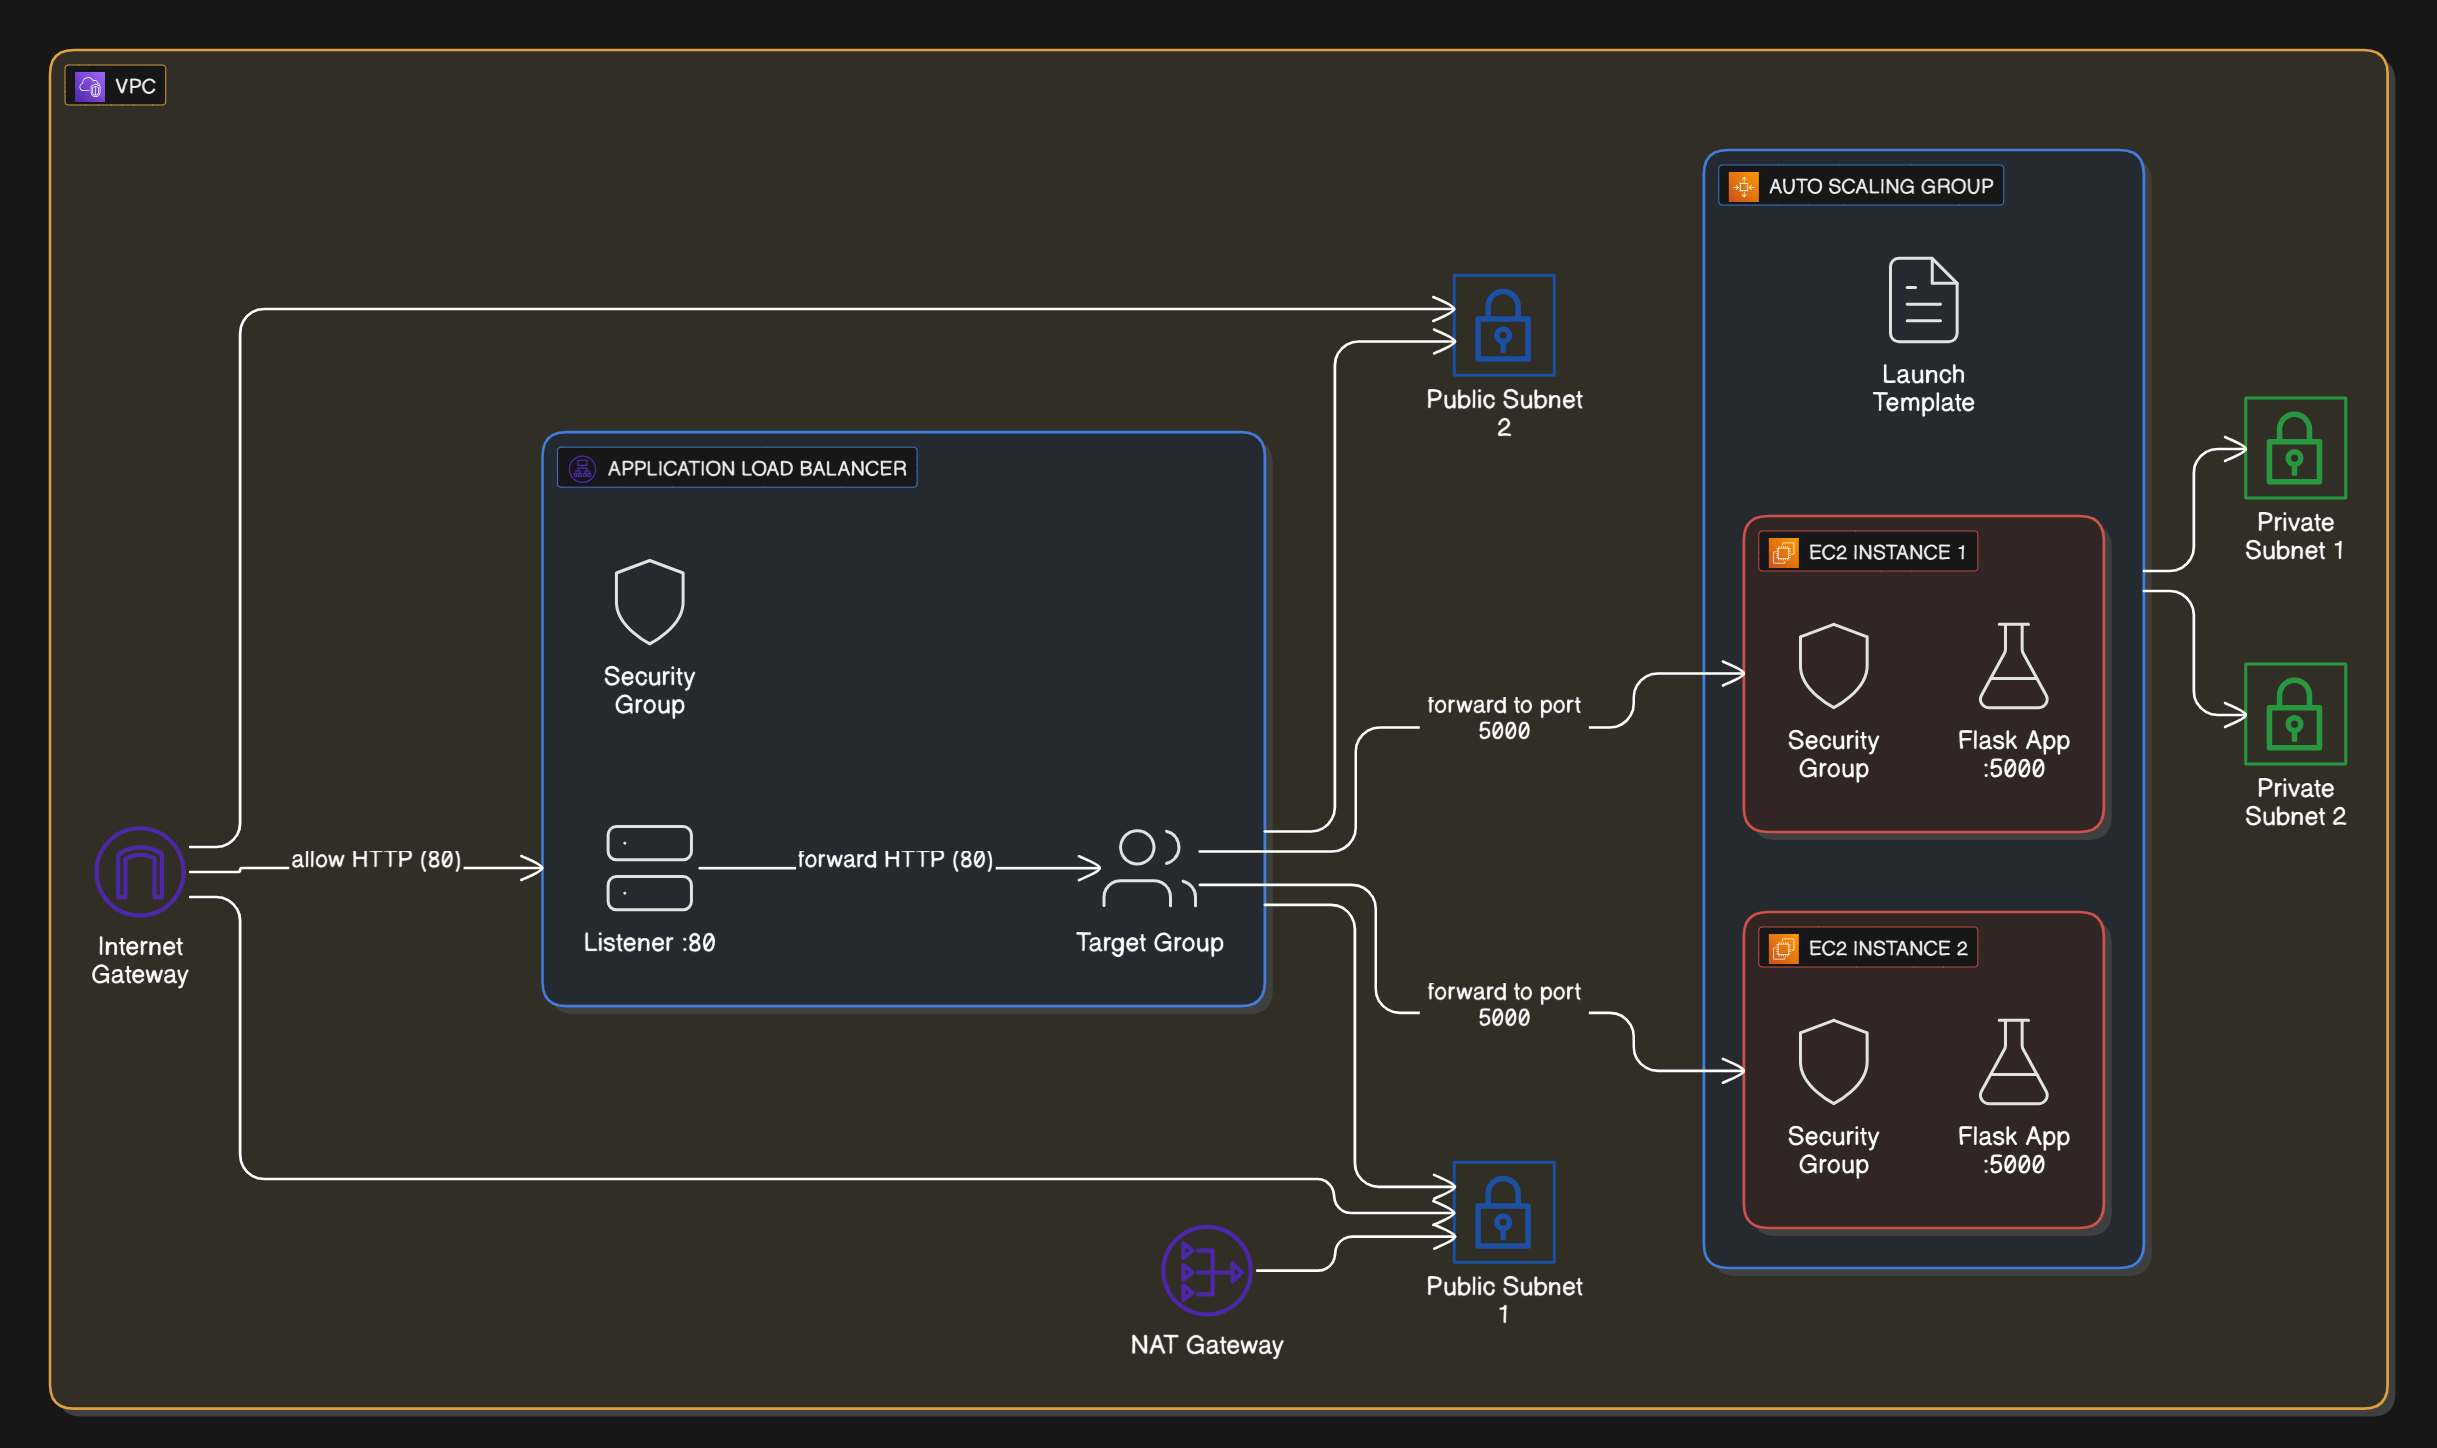 VPC
AUTO SCALING GROUP
Launch
Template
Public Subnet
2
APPLICATION LOAD BALANCER
Private
Subnet 1
EC2 INSTANCE 1
Security
Group
forward to port
5000
Security
Group
Flask App
:5000
Private
Subnet 2
allow HTTP (80)
forward HTTP (80)
Internet
Gateway
Listener :80
Target Group
EC2 INSTANCE 2
forward to port
5000
Security
Group
Flask App
:5000
Public Subnet
1
NAT Gateway